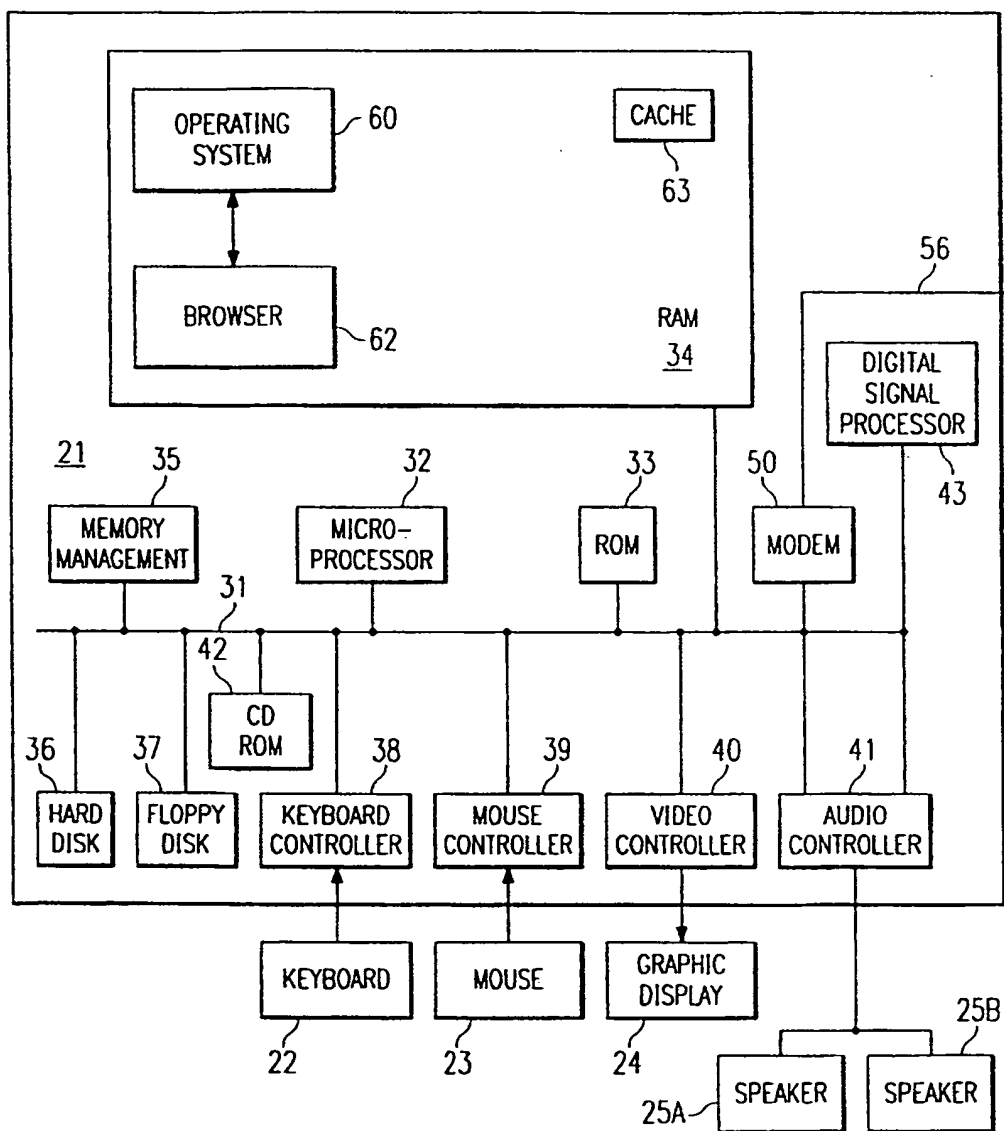 OPERATING
SYSTEM
60
CACHE
63
BROWSER
62
RAM
34
56
DIGITAL
SIGNAL
PROCESSOR
43
21
35
MEMORY
MANAGEMENT
32
MICRO-
PROCESSOR
33
ROM
50
MODEM
31
42
CD
ROM
36
HARD
DISK
37
FLOPPY
DISK
38
KEYBOARD
CONTROLLER
39
MOUSE
CONTROLLER
40
VIDEO
CONTROLLER
41
AUDIO
CONTROLLER
KEYBOARD
22
MOUSE
23
GRAPHIC
DISPLAY
24
25B
SPEAKER
25A
SPEAKER